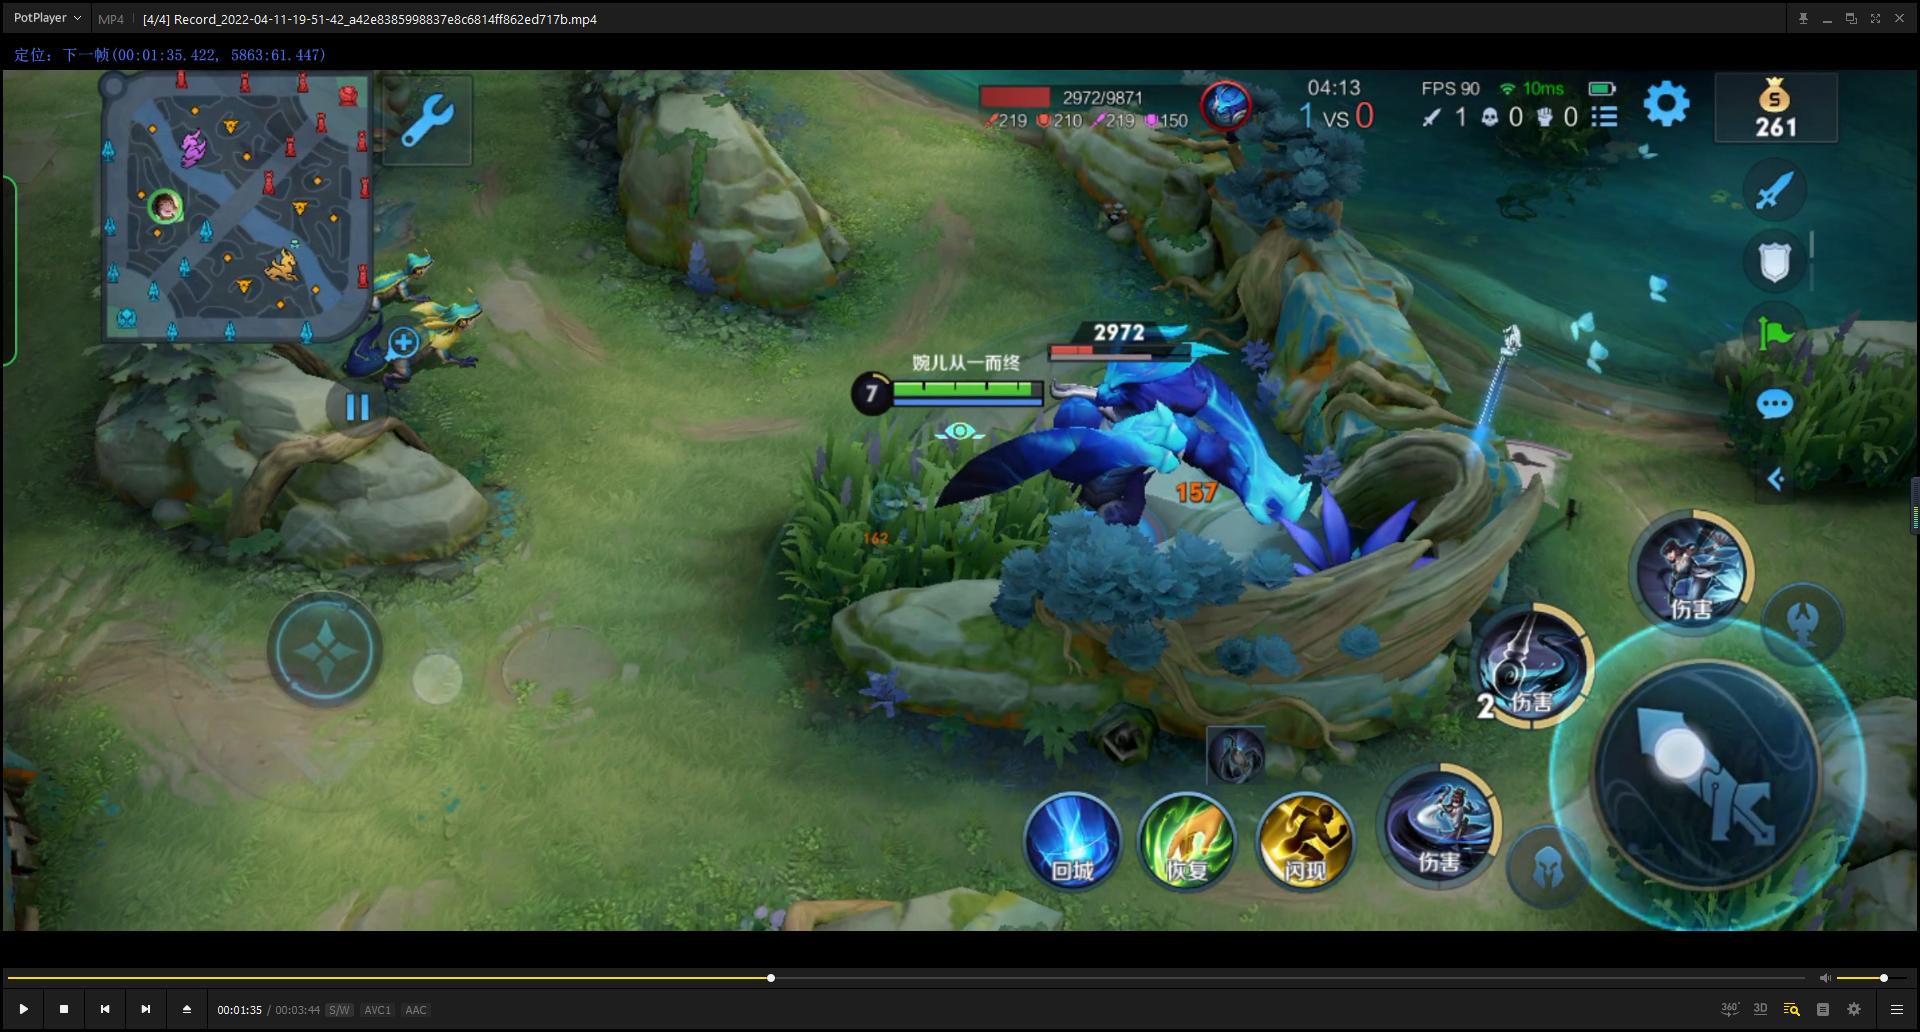 PotPlayer MP4 [4/4] Record_2022-04-11-19-51-42_a42e8385998837e8c6814ff862ed717b.mp4
定位: 下一帧(00:01:35.422, 5863:61.447)
2972/9871
219 210 219 150
04:13
1 VS 0
FPS 90 10ms
1 0 0
S
261
2972
婉儿从一而终
7
157
162
伤害
2 伤害
伤害
回城 恢复 闪现
00:01:35 / 00:03:44 S/W AVC1 AAC
360° 3D